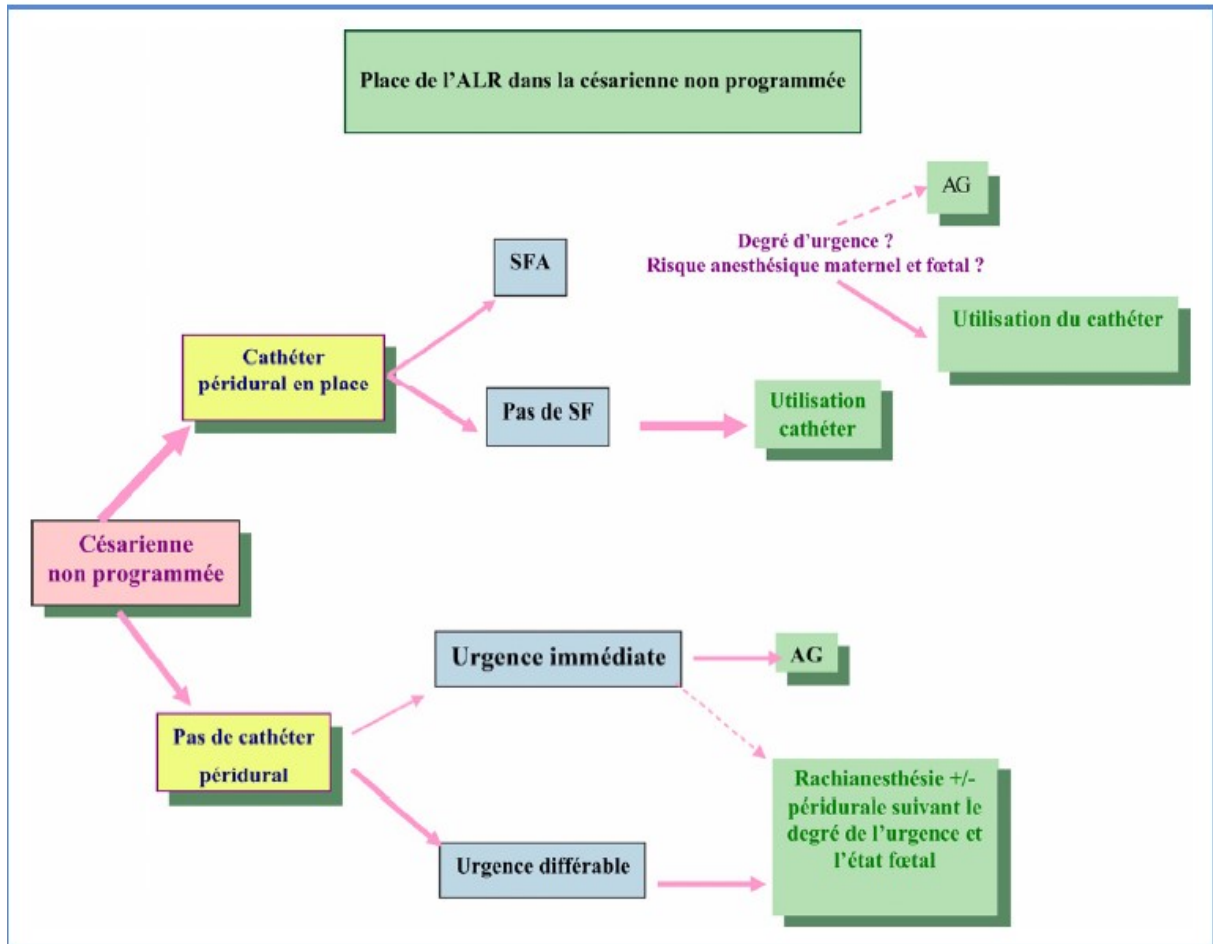 Place de l'ALR dans la césarienne non programmée
AG
Degré d'urgence ?
Risque anesthésique maternel et fœtal ?
SFA
Utilisation du cathéter
Cathéter
péridural en place
Pas de SF
Utilisation
cathéter
Césarienne
non programmée
Urgence immédiate
AG
Pas de cathéter
péridural
Rachianesthésie +/-
péridurale suivant le
degré de l'urgence et
l'état fœtal
Urgence différable